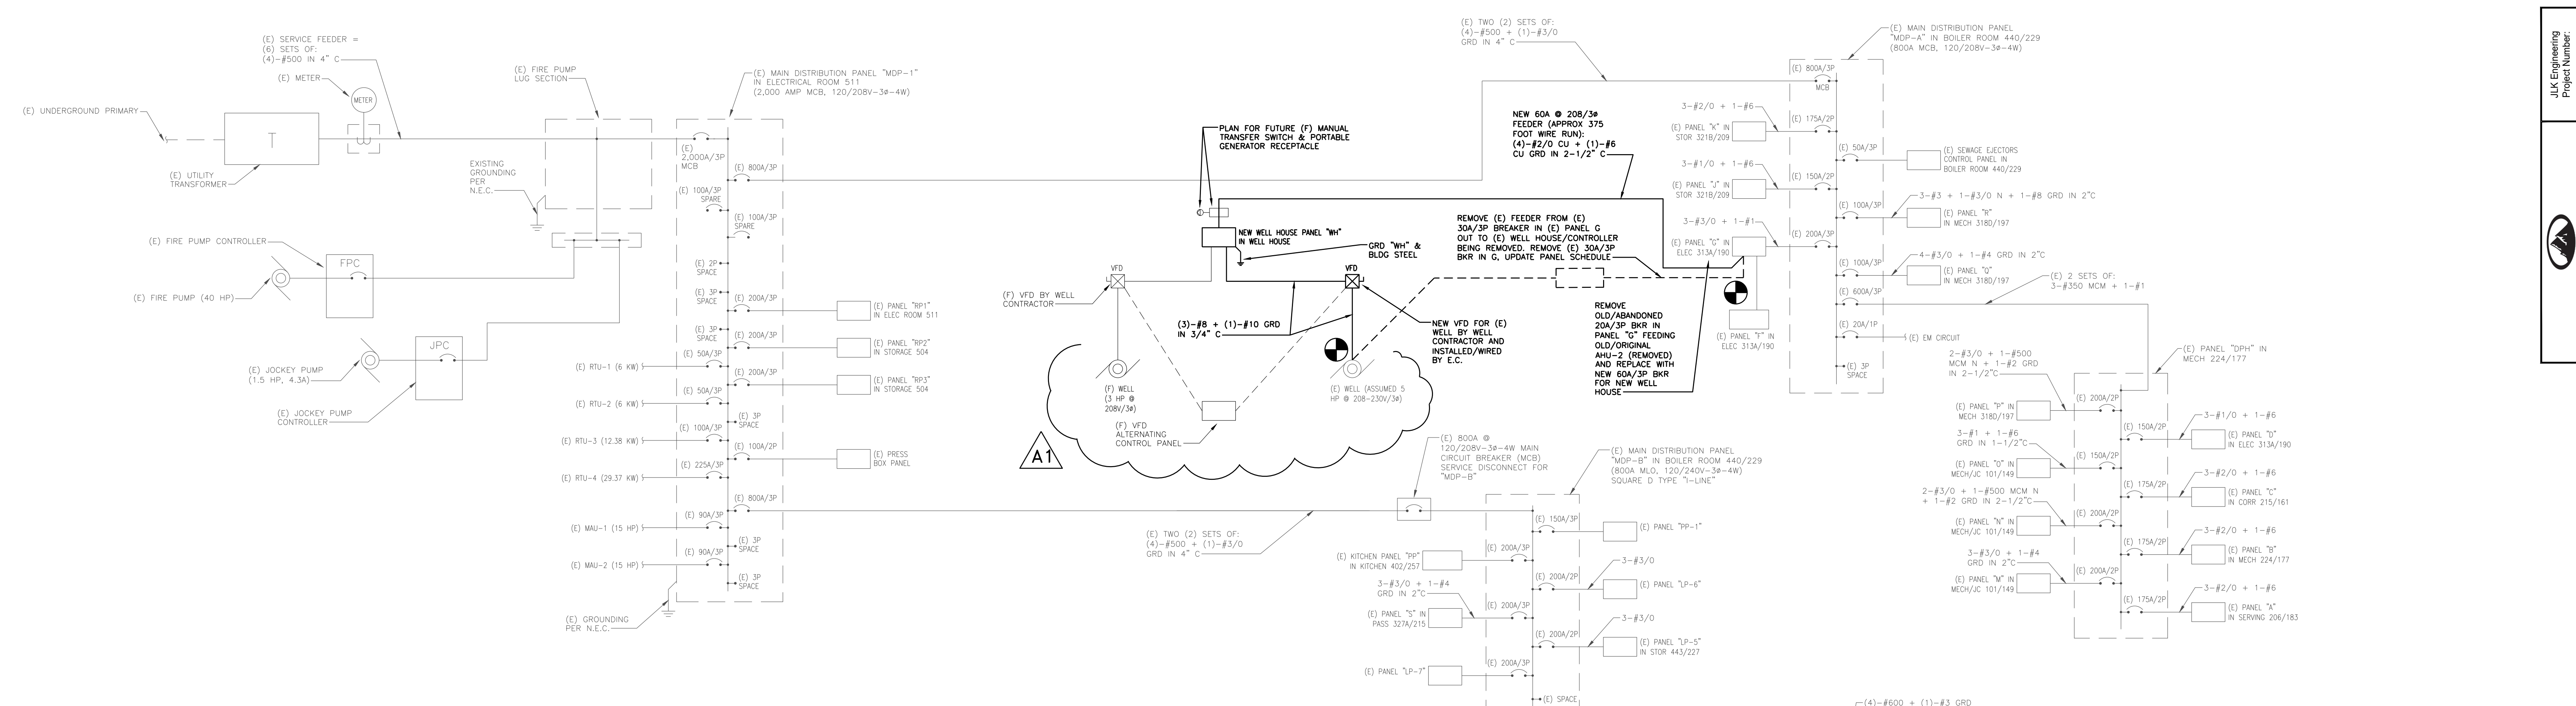 (E) UNDERGROUND PRIMARY
(E) SERVICE FEEDER =
(6) SETS OF:
(4)-#500 IN 4" C
(E) METER
METER
T
(E) UTILITY
TRANSFORMER
(E) FIRE PUMP
LUG SECTION
EXISTING
GROUNDING
PER
N.E.C.
(E) FIRE PUMP CONTROLLER
FPC
(E) FIRE PUMP (40 HP)
JPC
(E) JOCKEY PUMP
(1.5 HP, 4.3A)
(E) JOCKEY PUMP
CONTROLLER
(E) MAIN DISTRIBUTION PANEL "MDP-1"
IN ELECTRICAL ROOM 511
(2,000 AMP MCB, 120/208V-3ø-4W)
(E)
2,000A/3P
MCB
(E) 800A/3P
(E) 100A/3P
SPARE
(E) 100A/3P
SPARE
(E) 2P
SPACE
(E) 3P
SPACE
(E) 200A/3P
(E) PANEL "RP1"
IN ELEC ROOM 511
(E) 3P
SPACE
(E) 200A/3P
(E) PANEL "RP2"
IN STORAGE 504
(E) 50A/3P
(E) RTU-1 (6 KW)
(E) 200A/3P
(E) PANEL "RP3"
IN STORAGE 504
(E) 50A/3P
(E) RTU-2 (6 KW)
(E) 3P
SPACE
(E) 100A/3P
(E) RTU-3 (12.38 KW)
(E) 100A/2P
(E) PRESS
BOX PANEL
(E) 225A/3P
(E) RTU-4 (29.37 KW)
(E) 800A/3P
(E) 90A/3P
(E) MAU-1 (15 HP)
(E) 3P
SPACE
(E) 90A/3P
(E) MAU-2 (15 HP)
(E) 3P
SPACE
(E) GROUNDING
PER N.E.C.
(E) TWO (2) SETS OF:
(4)-#500 + (1)-#3/0
GRD IN 4" C
PLAN FOR FUTURE (F) MANUAL
TRANSFER SWITCH & PORTABLE
GENERATOR RECEPTACLE
NEW WELL HOUSE PANEL "WH"
IN WELL HOUSE
GRD "WH" &
BLDG STEEL
VFD
VFD
(F) VFD BY WELL
CONTRACTOR
(3)-#8 + (1)-#10 GRD
IN 3/4" C
NEW VFD FOR (E)
WELL BY WELL
CONTRACTOR AND
INSTALLED/WIRED
BY E.C.
(F) WELL
(3 HP @
208V/3ø)
(E) WELL (ASSUMED 5
HP @ 208-230V/3ø)
(F) VFD
ALTERNATING
CONTROL PANEL
A1
NEW 60A @ 208/3ø
FEEDER (APPROX 375
FOOT WIRE RUN):
(4)-#2/0 CU + (1)-#6
CU GRD IN 2-1/2" C
REMOVE (E) FEEDER FROM (E)
30A/3P BREAKER IN (E) PANEL G
OUT TO (E) WELL HOUSE/CONTROLLER
BEING REMOVED. REMOVE (E) 30A/3P
BKR IN G, UPDATE PANEL SCHEDULE
REMOVE
OLD/ABANDONED
20A/3P BKR IN
PANEL "G" FEEDING
OLD/ORIGINAL
AHU-2 (REMOVED)
AND REPLACE WITH
NEW 60A/3P BKR
FOR NEW WELL
HOUSE
(E) TWO (2) SETS OF:
(4)-#500 + (1)-#3/0
GRD IN 4" C
(E) MAIN DISTRIBUTION PANEL
"MDP-A" IN BOILER ROOM 440/229
(800A MCB, 120/208V-3ø-4W)
(E) 800A/3P
MCB
3-#2/0 + 1-#6
(E) PANEL "K" IN
STOR 321B/209
(E) 175A/2P
(E) 50A/3P
(E) SEWAGE EJECTORS
CONTROL PANEL IN
BOILER ROOM 440/229
3-#1/0 + 1-#6
(E) PANEL "J" IN
STOR 321B/209
(E) 150A/2P
3-#3 + 1-#3/0 N + 1-#8 GRD IN 2"C
(E) 100A/3P
(E) PANEL "R"
IN MECH 318D/197
3-#3/0 + 1-#1
(E) PANEL "G" IN
ELEC 313A/190
(E) 200A/3P
4-#3/0 + 1-#4 GRD IN 2"C
(E) 100A/3P
(E) PANEL "Q"
IN MECH 318D/197
(E) 600A/3P
(E) 2 SETS OF:
3-#350 MCM + 1-#1
(E) PANEL "F" IN
ELEC 313A/190
(E) 20A/1P
(E) EM CIRCUIT
(E) 3P
SPACE
(E) PANEL "DPH" IN
MECH 224/177
2-#3/0 + 1-#500
MCM N + 1-#2 GRD
IN 2-1/2"C
(E) PANEL "P" IN
MECH 318D/197
(E) 200A/2P
3-#1/0 + 1-#6
(E) 150A/2P
(E) PANEL "D"
IN ELEC 313A/190
3-#1 + 1-#6
GRD IN 1-1/2"C
(E) PANEL "O" IN
MECH/JC 101/149
(E) 150A/2P
3-#2/0 + 1-#6
(E) 175A/2P
(E) PANEL "C"
IN CORR 215/161
2-#3/0 + 1-#500 MCM N
+ 1-#2 GRD IN 2-1/2"C
(E) PANEL "N" IN
MECH/JC 101/149
(E) 200A/2P
3-#2/0 + 1-#6
(E) 175A/2P
(E) PANEL "B"
IN MECH 224/177
3-#3/0 + 1-#4
GRD IN 2"C
(E) PANEL "M" IN
MECH/JC 101/149
(E) 200A/2P
3-#2/0 + 1-#6
(E) 175A/2P
(E) PANEL "A"
IN SERVING 206/183
(E) 800A @
120/208V-3ø-4W MAIN
CIRCUIT BREAKER (MCB)
SERVICE DISCONNECT FOR
"MDP-B"
(E) MAIN DISTRIBUTION PANEL
"MDP-B" IN BOILER ROOM 440/229
(800A MLO, 120/240V-3ø-4W)
SQUARE D TYPE "I-LINE"
(E) 150A/3P
(E) PANEL "PP-1"
(E) KITCHEN PANEL "PP"
IN KITCHEN 402/257
(E) 200A/3P
3-#3/0
(E) 200A/2P
(E) PANEL "LP-6"
3-#3/0 + 1-#4
GRD IN 2"C
(E) PANEL "S" IN
PASS 327A/215
(E) 200A/3P
3-#3/0
(E) 200A/2P
(E) PANEL "LP-5"
IN STOR 443/227
(E) PANEL "LP-7"
(E) 200A/3P
(E) SPACE
(4)-#600 + (1)-#3 GRD
JLK Engineering
Project Number: